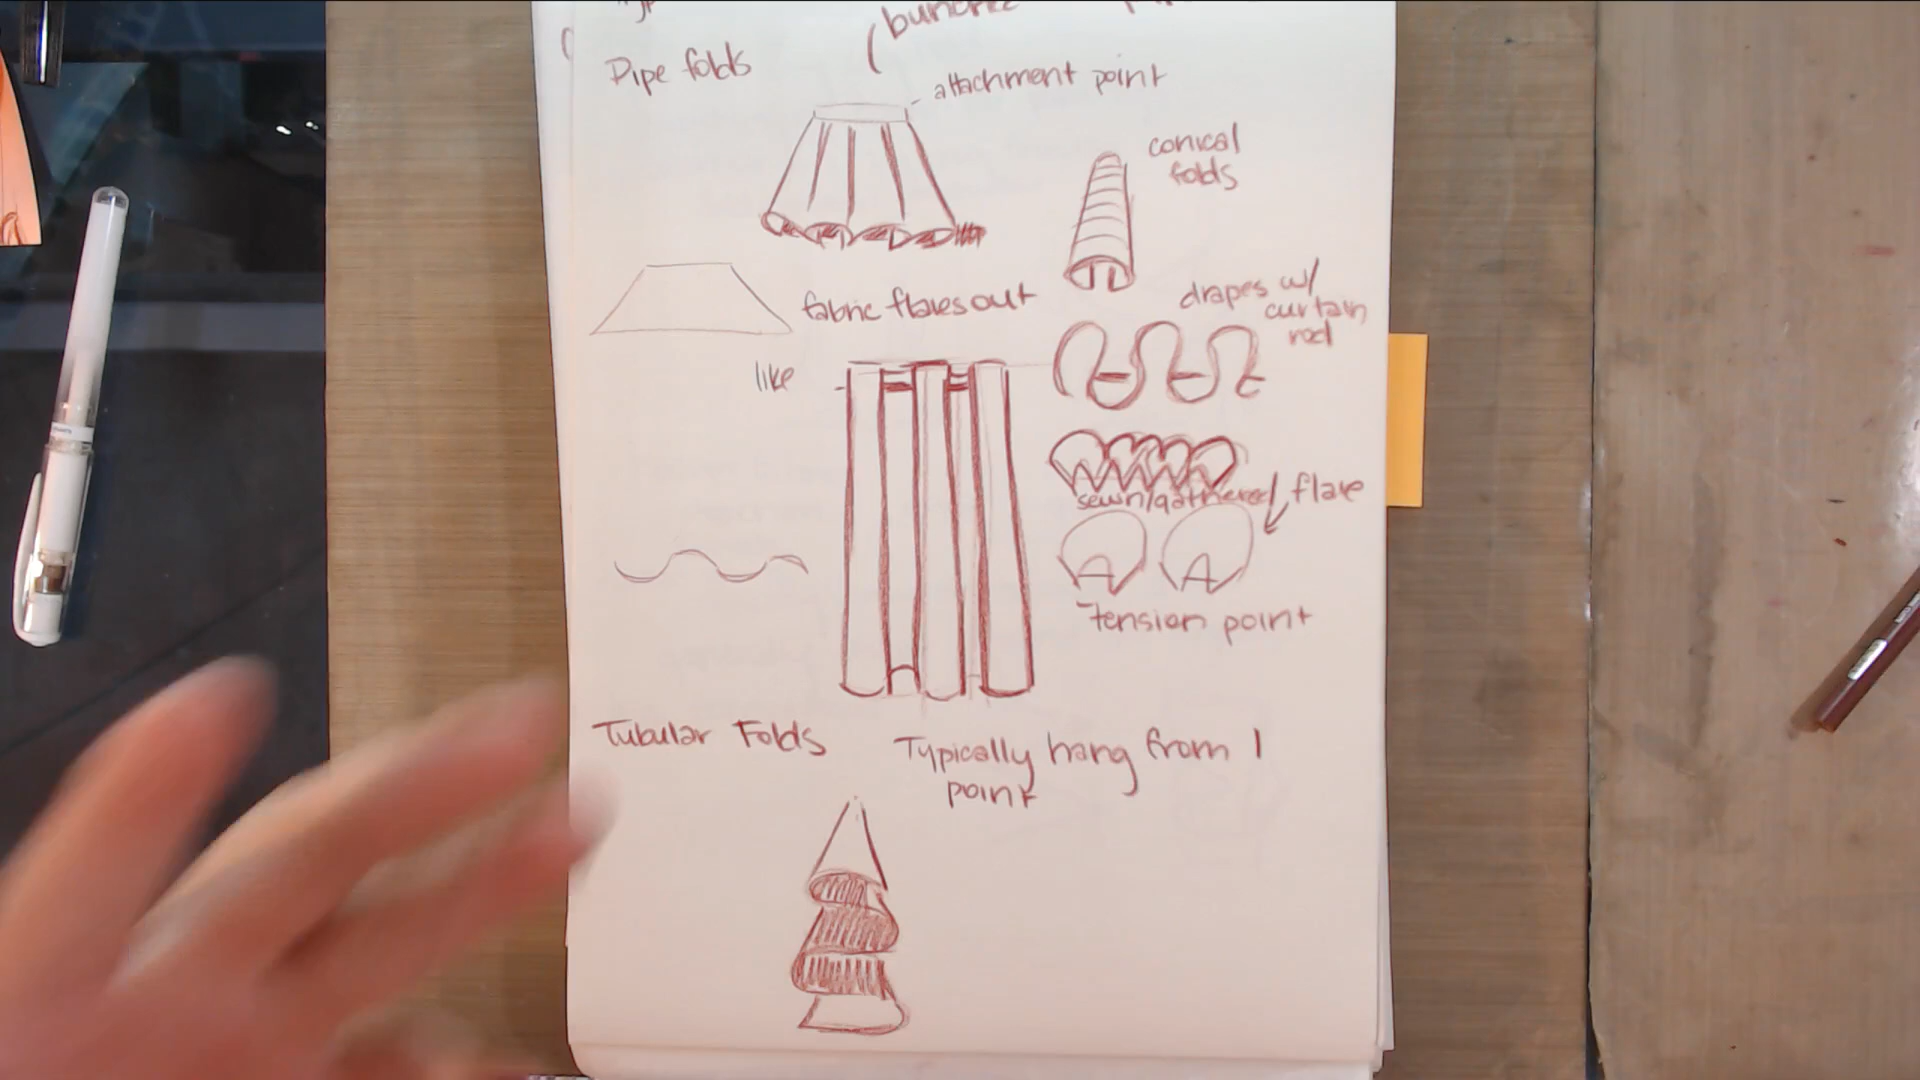 Pipe folds
attachment point
conical
folds
fabric flares out
drapes w/
curtain
rod
like
sewn/gathered
flare
Tension point
Tubular Folds
Typically hang from 1
point